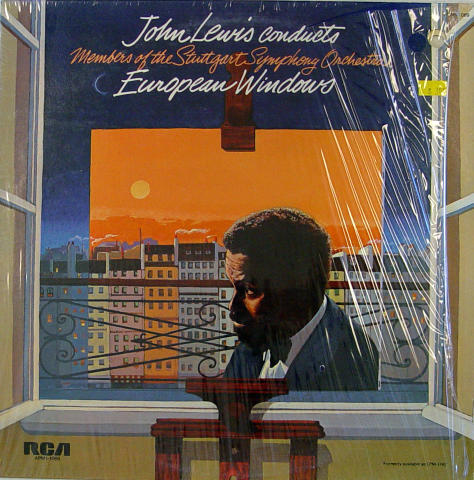 John Lewis conducts
Members of the Stuttgart Symphony Orchestra
European Windows
RCA